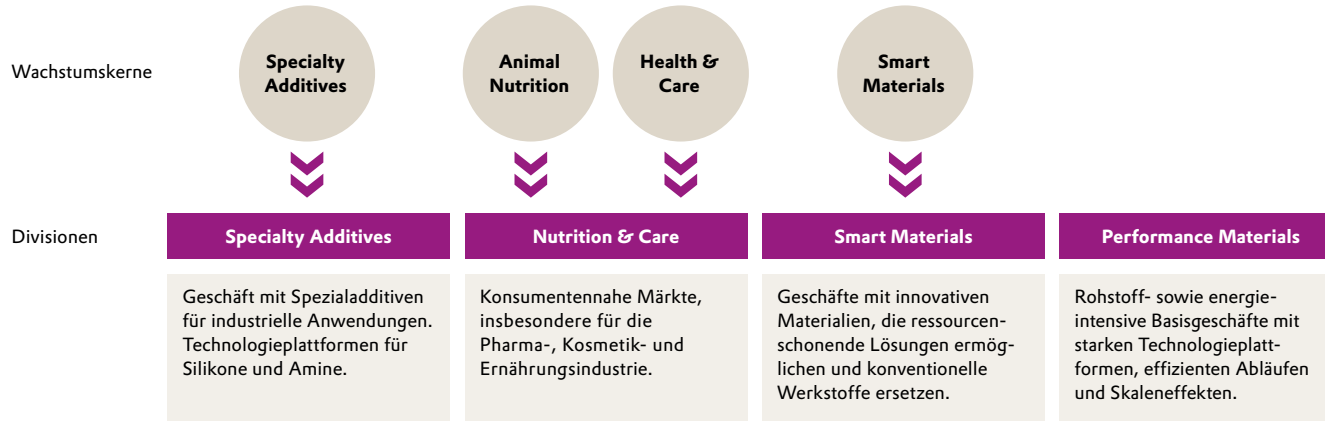 Wachstumskerne
Specialty
Additives
Animal
Nutrition
Health &
Care
Smart
Materials
Divisionen
Specialty Additives
Nutrition & Care
Smart Materials
Performance Materials
Geschäft mit Spezialadditiven
für industrielle Anwendungen.
Technologieplattformen für
Silikone und Amine.
Konsumentennahe Märkte,
insbesondere für die
Pharma-, Kosmetik- und
Ernährungsindustrie.
Geschäfte mit innovativen
Materialien, die ressourcen-
schonende Lösungen ermög-
lichen und konventionelle
Werkstoffe ersetzen.
Rohstoff- sowie energie-
intensive Basisgeschäfte mit
starken Technologieplatt-
formen, effizienten Abläufen
und Skaleneffekten.